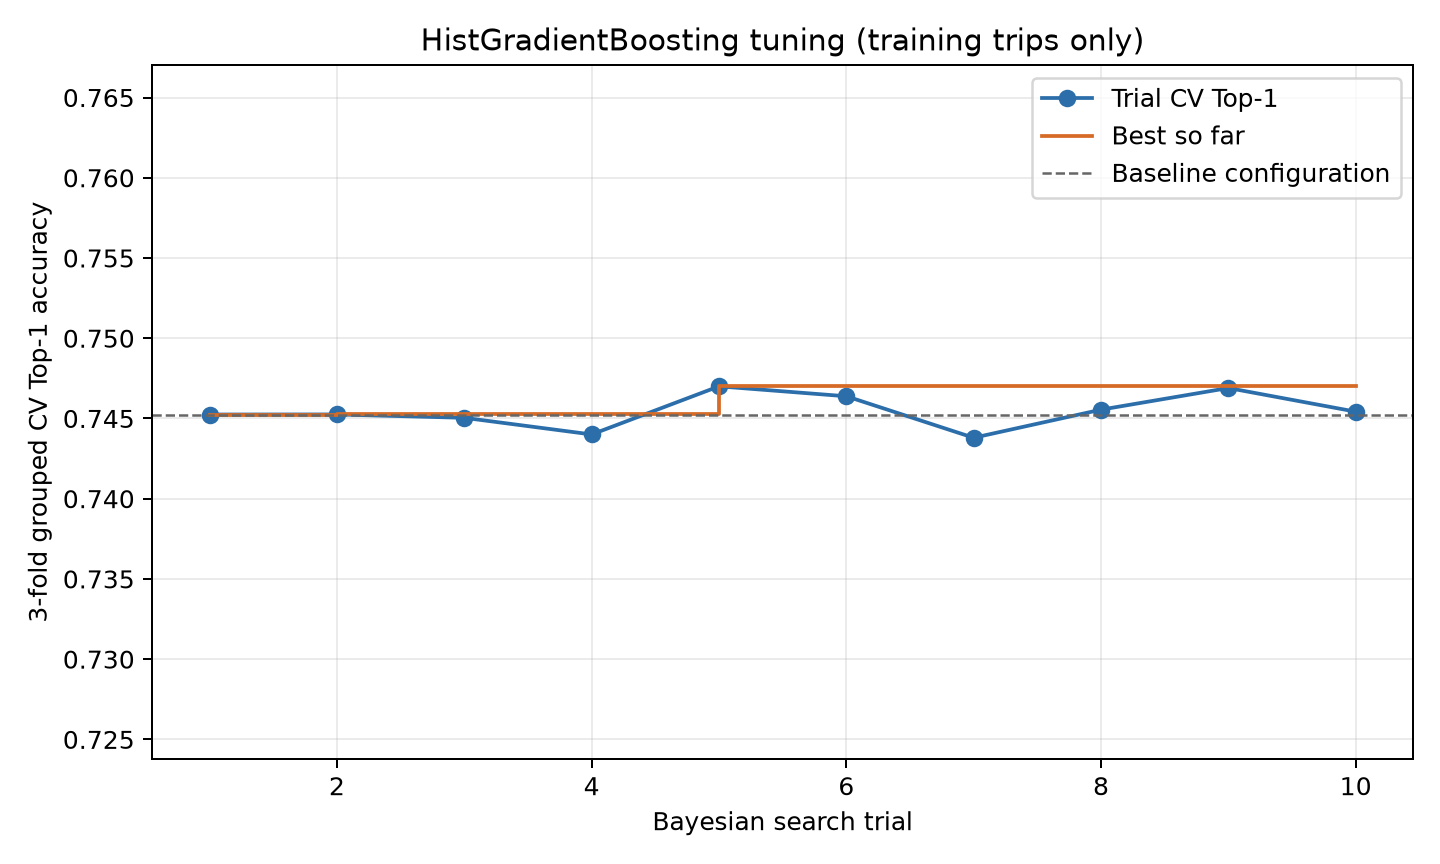 HistGradientBoosting tuning (training trips only)
Trial CV Top-1
Best so far
Baseline configuration
3-fold grouped CV Top-1 accuracy
0.765
0.760
0.755
0.750
0.745
0.740
0.735
0.730
0.725
2 4 6 8 10
Bayesian search trial